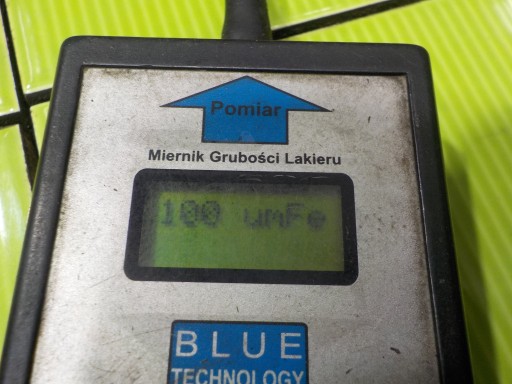 Pomiar
Miernik Grubości Lakieru
100 umFe
BLUE
TECHNOLOGY